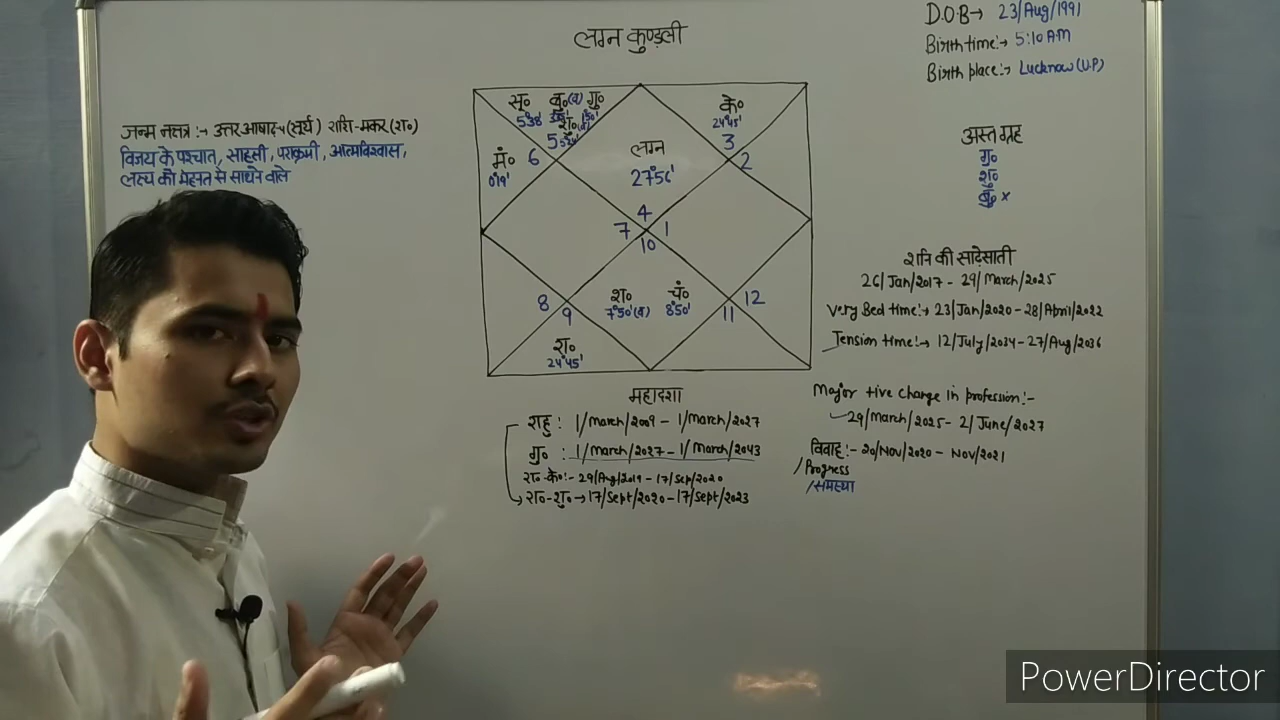 लग्न कुण्डली
D.O.B→ 23/Aug/1991
Birth time:→ 5:10 AM
Birth place:→ Lucknow (U.P)
जन्म नक्षत्र :→ उत्तर आषाढ़-4 (सूर्य) राशि-मकर (श०)
विजय के पश्चात, साहसी, पराक्रमी, आत्मविश्वास,
लक्ष्य को मेहनत से साधने वाले
सू० बु०(व) गु०
5°38'
शु०(व)
5
के०
24°45'
3
मं० 6
0°19'
लग्न
27°56'
2
4
7 1
10
8
9
श० चं०
7°50'(व) 8°50'
12
11
रा०
24°45'
अस्त ग्रह
गु०
शु०
बु० x
शनि की साढेसाती
26/Jan/2017 - 29/March/2025
Very Bed time:→ 23/Jan/2020 - 28/April/2022
Tension time:→ 12/July/2034 - 27/Aug/2036
महादशा
राहु : 1/March/2009 - 1/March/2027
गु० : 1/March/2027 - 1/March/2043
रा०-के०:- 29/Aug/2019 - 17/Sep/2020
रा०-शु०→ 17/Sept/2020 - 17/Sept/2023
Major tive Change in profession:-
29/March/2025 - 2/June/2027
विवाह:- 20/Nov/2020 - Nov/2021
/Progress
/समस्या
PowerDirector